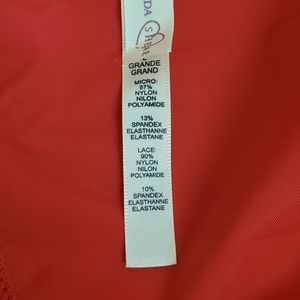 GRANDE
GRAND
MICRO:
87%
NYLON
NILON
POLYAMIDE
13%
SPANDEX
ELASTHANNE
ELASTANE
LACE:
90%
NYLON
NILON
POLYAMIDE
10%
SPANDEX
ELASTHANNE
ELASTANE